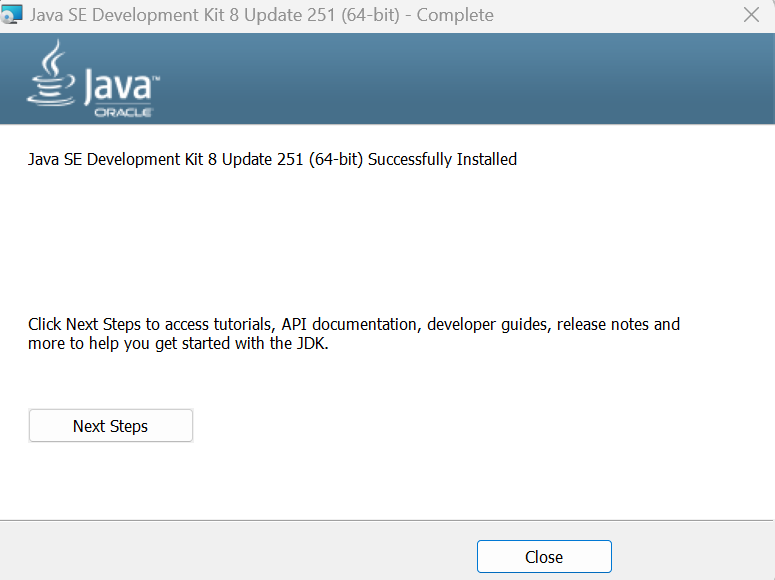 Java SE Development Kit 8 Update 251 (64-bit) - Complete
Java™
ORACLE
Java SE Development Kit 8 Update 251 (64-bit) Successfully Installed
Click Next Steps to access tutorials, API documentation, developer guides, release notes and
more to help you get started with the JDK.
Next Steps
Close